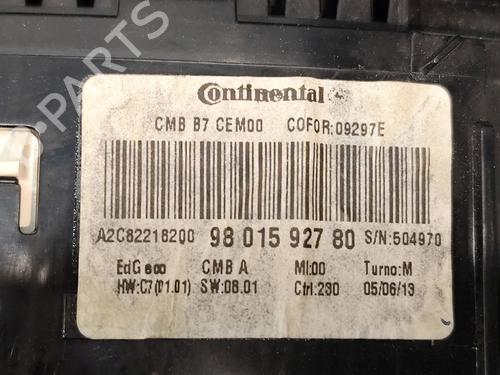 B-PARTS
Continental
CMB B7 CEM00 COFOR:09297E
A2C82218200 98 015 927 80 S/N:504970
EdG e00 CMB A MI:00 Turno:M
HW:C7(01.01) SW:08.01 Ctrl:230 05/06/13